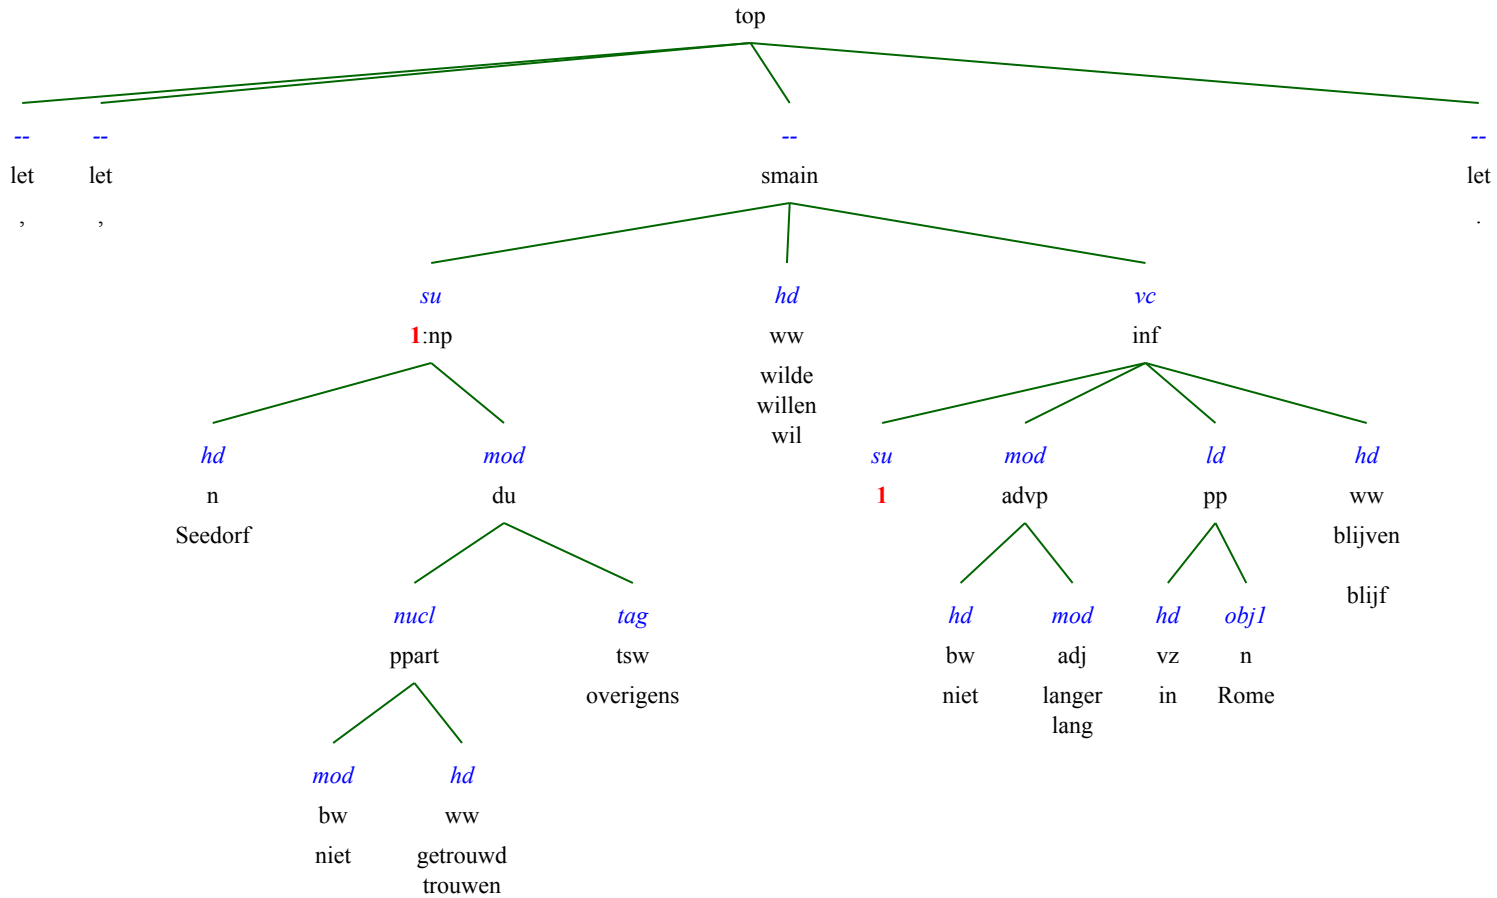 top
-- -- -- --
let let smain let
, , .
su hd vc
1:np ww inf
wilde
willen
wil
hd mod su mod ld hd
n du 1 advp pp ww
Seedorf blijven
blijf
nucl tag hd mod hd obj1
ppart tsw bw adj vz n
overigens niet langer in Rome
lang
mod hd
bw ww
niet getrouwd
trouwen